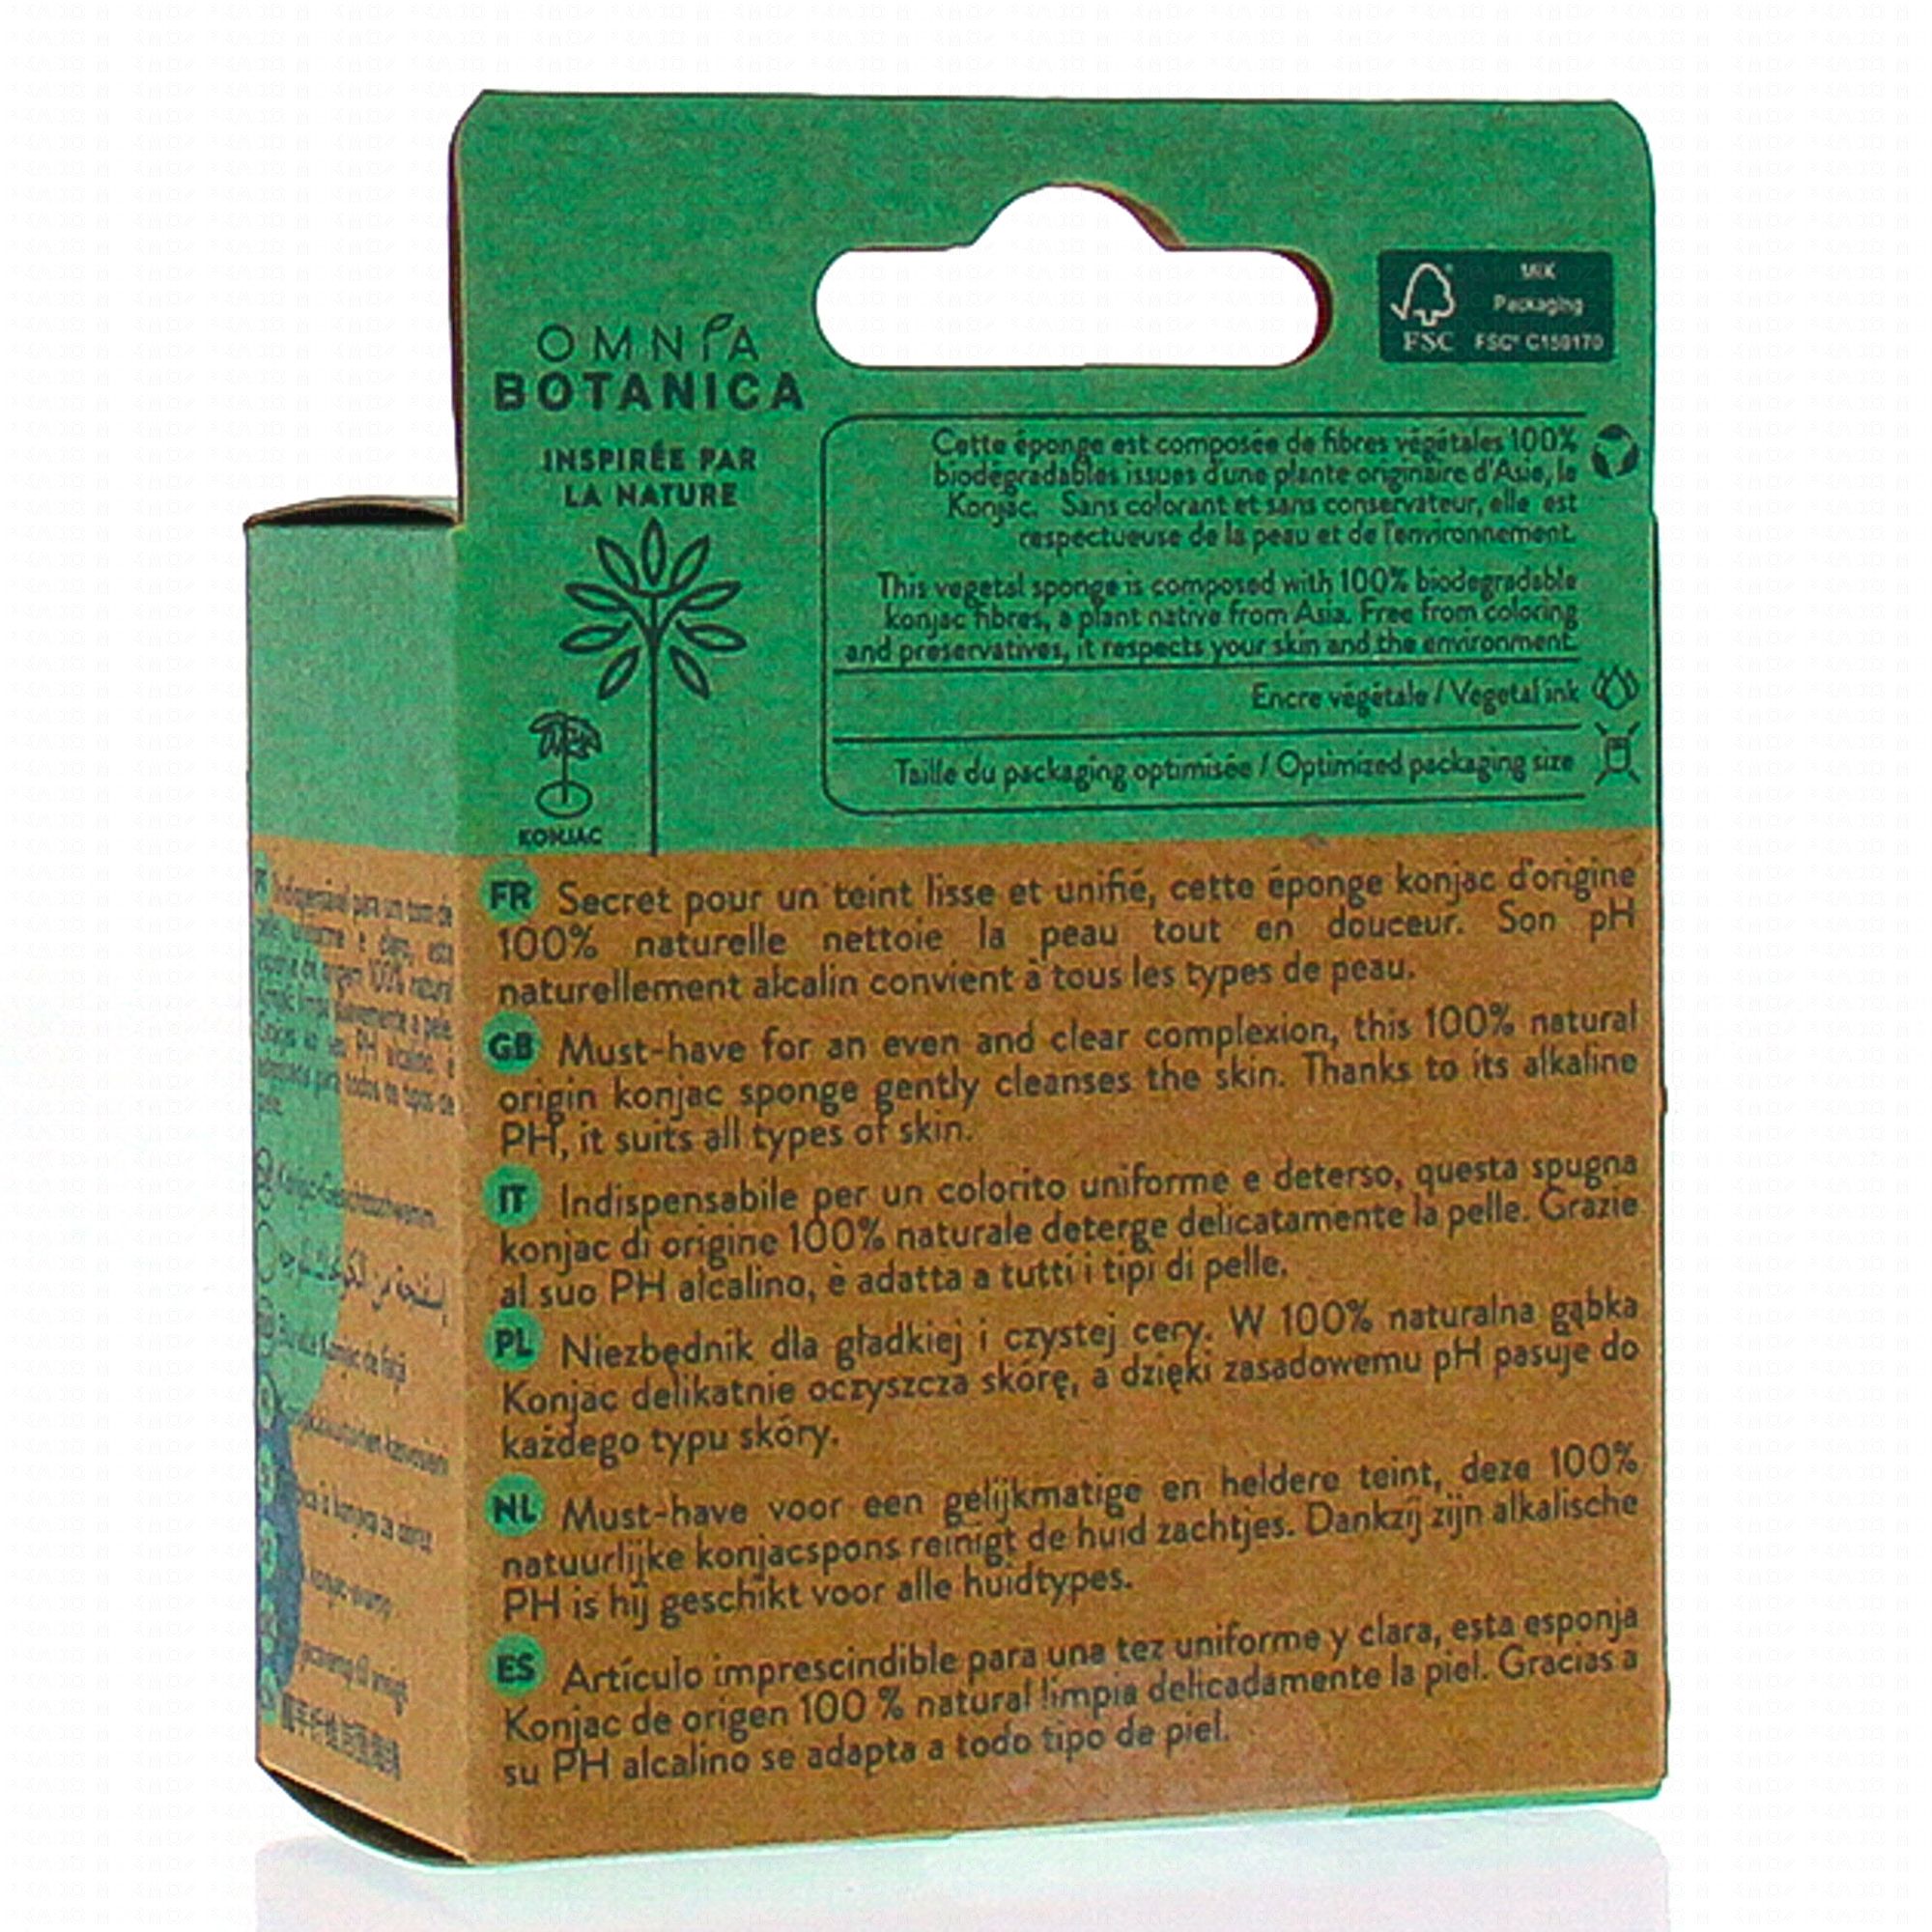 OMNIA
BOTANICA
INSPIRÉE PAR
LA NATURE
KONJAC
MIX
Packaging
FSC
FSC® C159170
Cette éponge est composée de fibres végétales 100%
biodégradables issues d'une plante originaire d'Asie, le
Konjac. Sans colorant et sans conservateur, elle est
respectueuse de la peau et de l'environnement.
This vegetal sponge is composed with 100% biodegradable
konjac fibres, a plant native from Asia. Free from coloring
and preservatives, it respects your skin and the environment.
Encre végétale / Vegetal ink
Taille du packaging optimisée / Optimized packaging size
FR Secret pour un teint lisse et unifié, cette éponge konjac d'origine
100% naturelle nettoie la peau tout en douceur. Son pH
naturellement alcalin convient à tous les types de peau.
GB Must-have for an even and clear complexion, this 100% natural
origin konjac sponge gently cleanses the skin. Thanks to its alkaline
PH, it suits all types of skin.
IT Indispensabile per un colorito uniforme e deterso, questa spugna
konjac di origine 100% naturale deterge delicatamente la pelle. Grazie
al suo PH alcalino, è adatta a tutti i tipi di pelle.
PL Niezbędnik dla gładkiej i czystej cery. W 100% naturalna gąbka
Konjac delikatnie oczyszcza skórę, a dzięki zasadowemu pH pasuje do
każdego typu skóry.
NL Must-have voor een gelijkmatige en heldere teint, deze 100%
natuurlijke konjacspons reinigt de huid zachtjes. Dankzij zijn alkalische
PH is hij geschikt voor alle huidtypes.
ES Artículo imprescindible para una tez uniforme y clara, esta esponja
Konjac de origen 100 % natural limpia delicadamente la piel. Gracias a
su PH alcalino se adapta a todo tipo de piel.